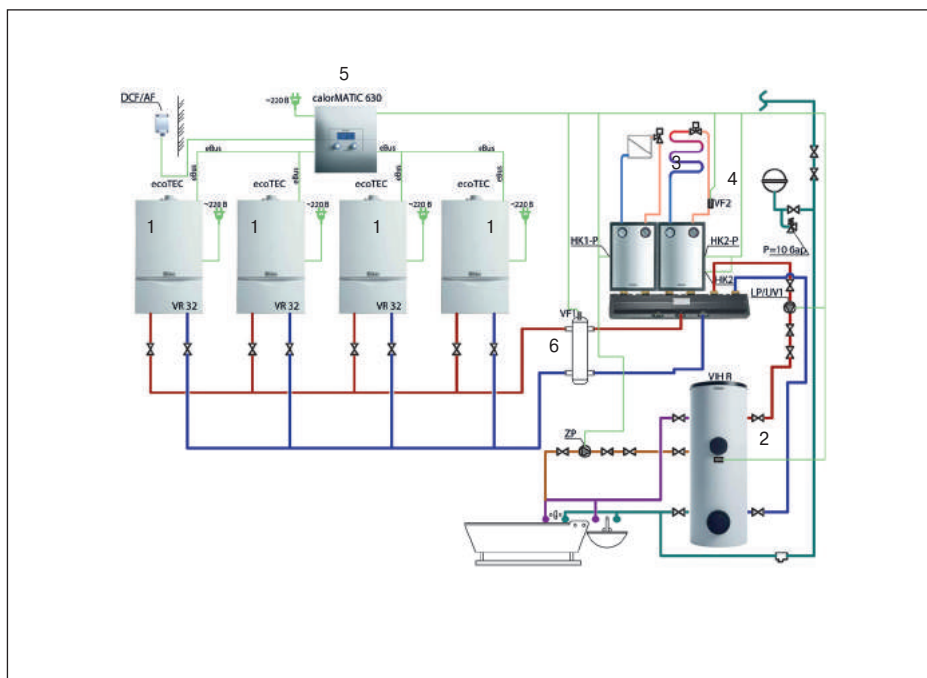 5
DCF/AF
~220 В
calorMATIC 630
eBus
eBus
eBus
eBus
eBus
eBus
ecoTEC
ecoTEC
ecoTEC
ecoTEC
3
4
VF2
~220 В
~220 В
~220 В
~220 В
1
1
1
1
HK1-P
HK2-P
P=10 бар
HK2
LP/UV1
VR 32
VR 32
VR 32
VR 32
VF1
6
VIH R
ZP
2